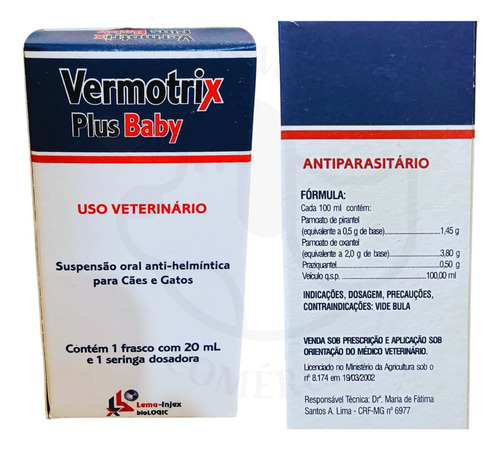 Vermotrix
Plus Baby
Vermotrix
Plus Baby
USO VETERINÁRIO
Suspensão oral anti-helmíntica
para Cães e Gatos
Contém 1 frasco com 20 mL
e 1 seringa dosadora
Lema-Injex
bioLOGIC
ANTIPARASITÁRIO
FÓRMULA:
Cada 100 ml contém:
Pamoato de pirantel
(equivalente a 0,5 g de base)..........1,45 g
Pamoato de oxantel
(equivalente a 2,0 g de base)..........3,80 g
Praziquantel..........0,50 g
Veículo q.s.p...........100,00 ml
INDICAÇÕES, DOSAGEM, PRECAUÇÕES,
CONTRAINDICAÇÕES: VIDE BULA
VENDA SOB PRESCRIÇÃO E APLICAÇÃO SOB
ORIENTAÇÃO DO MÉDICO VETERINÁRIO.
Licenciado no Ministério da Agricultura sob o
nº 8.174 em 19/03/2002
Responsável Técnica: Drª. Maria de Fátima
Santos A. Lima - CRF-MG nº 6977